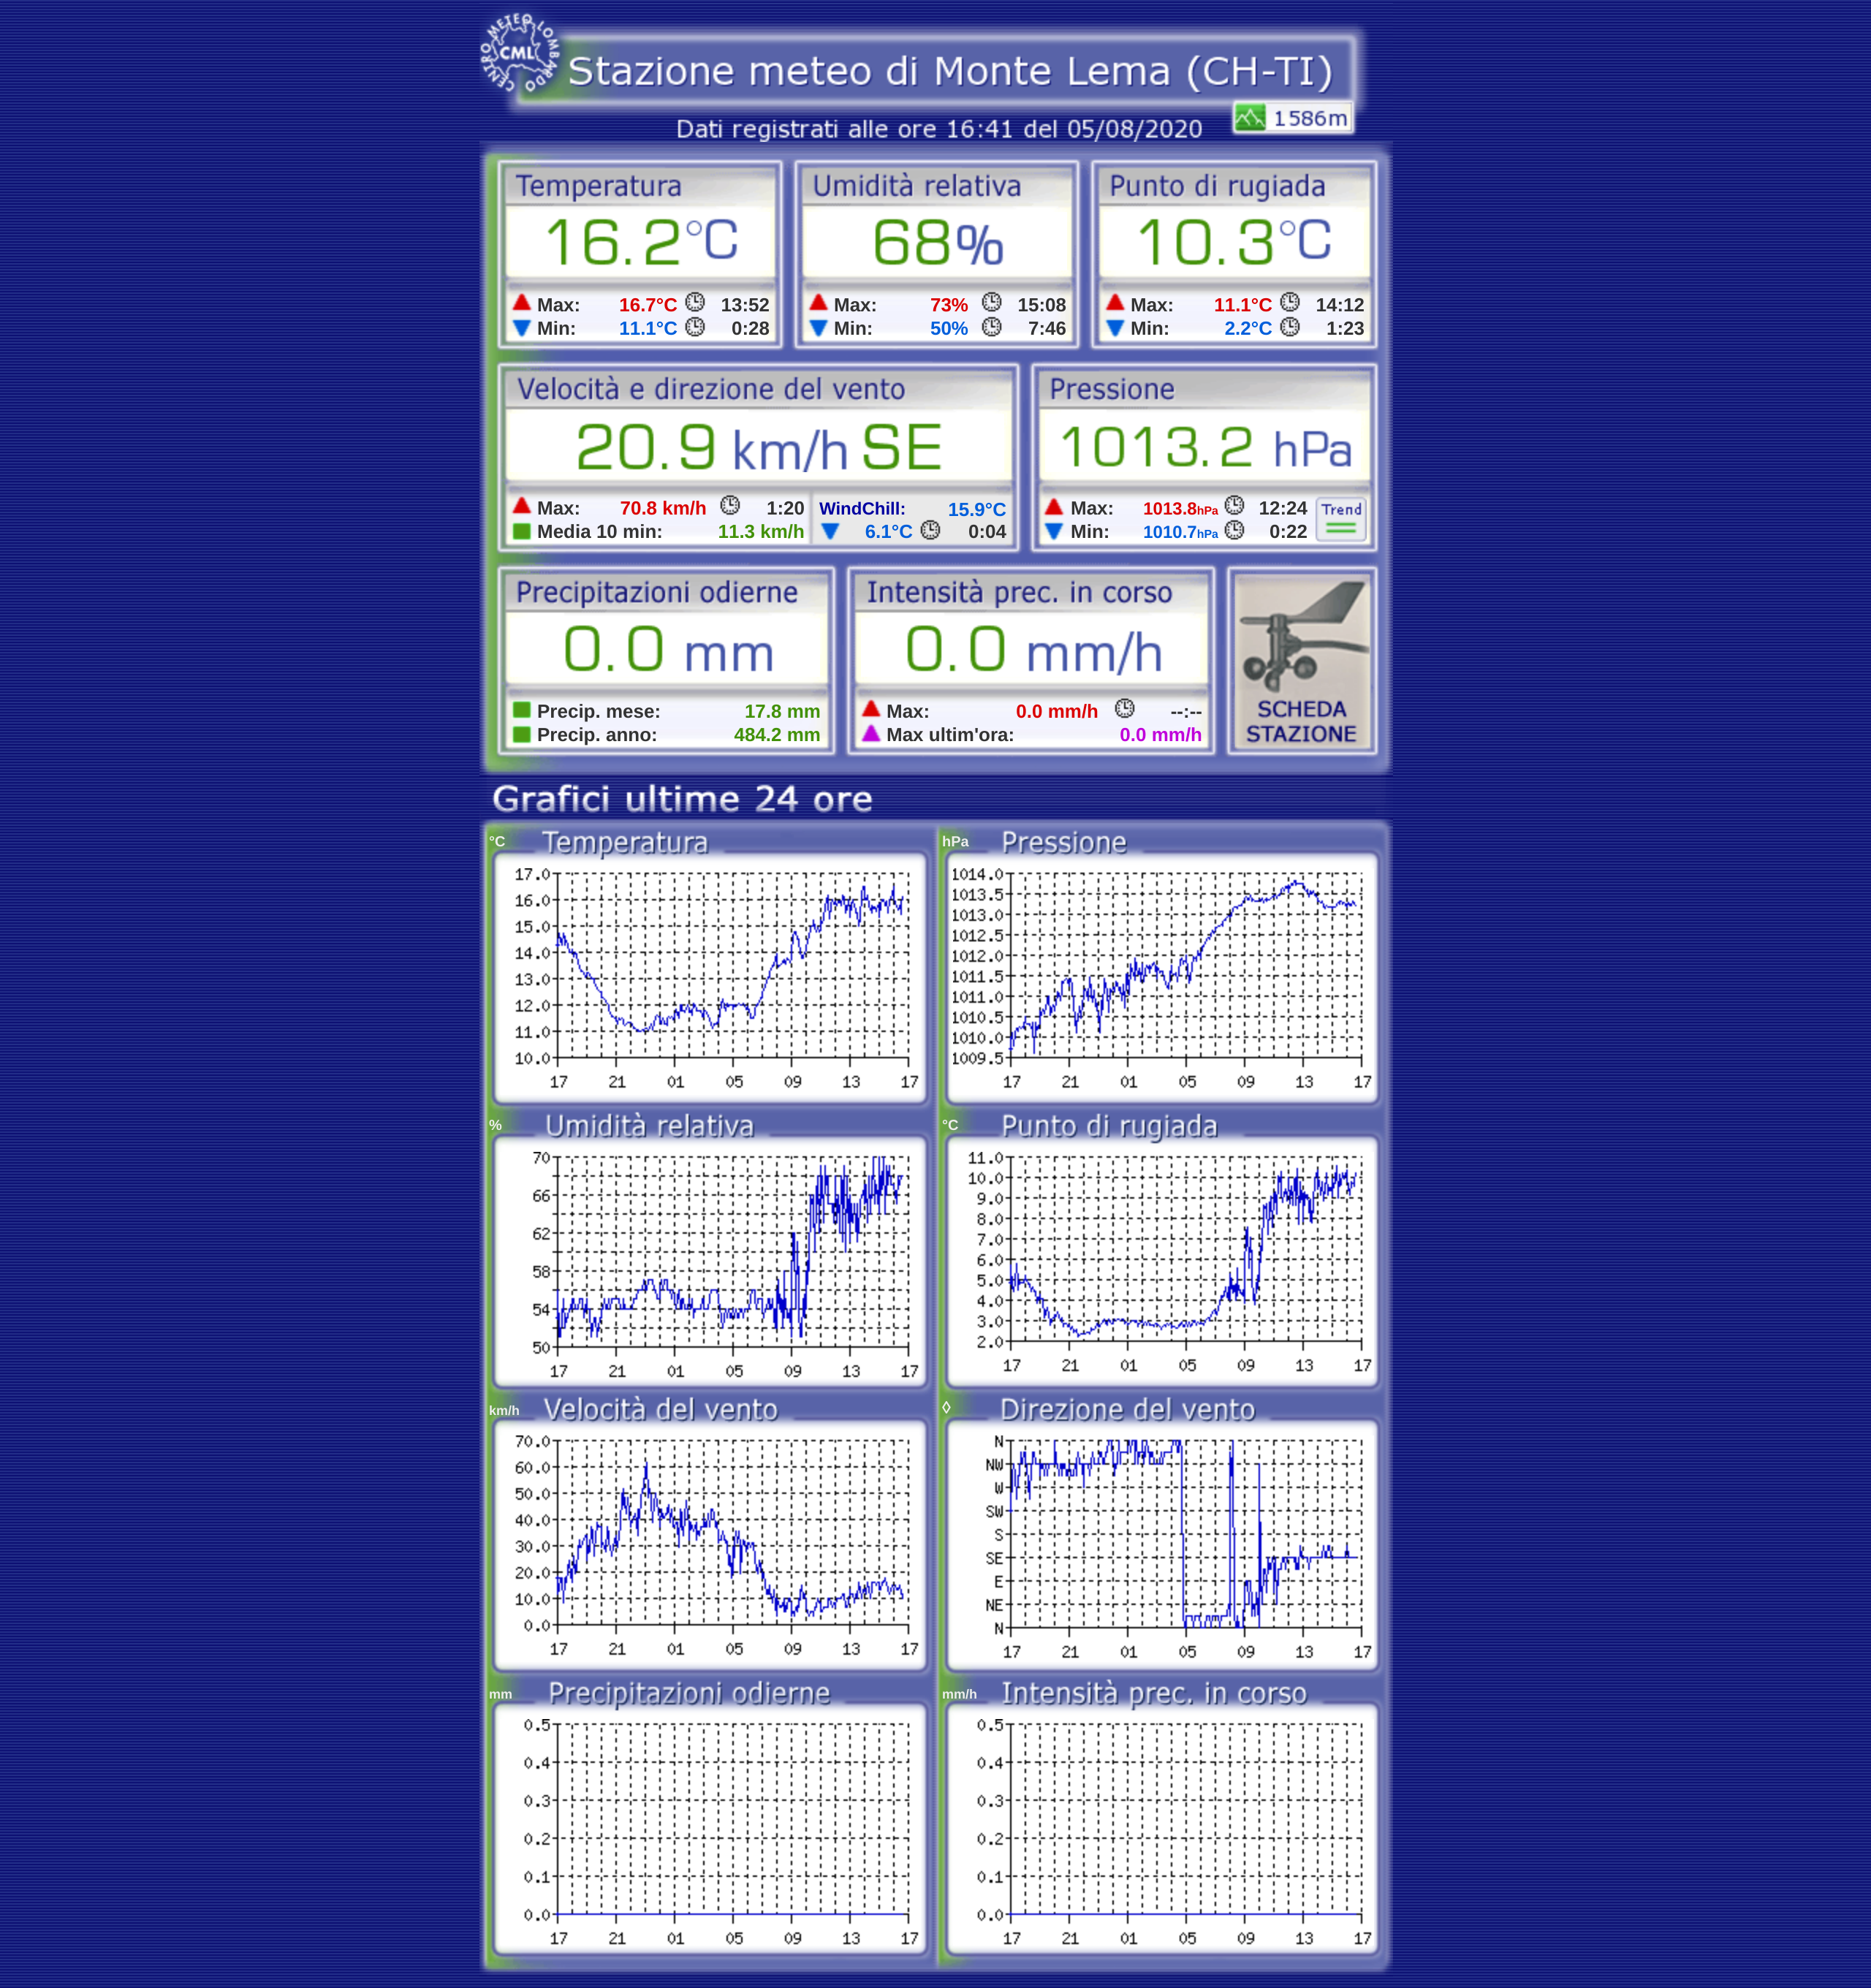 CENTRO METEO LOMBARDO
CML
Stazione meteo di Monte Lema (CH-TI)
1586m
Dati registrati alle ore 16:41 del 05/08/2020
Temperatura
16.2°C
Max: 16.7°C 13:52
Min: 11.1°C 0:28
Umidità relativa
68%
Max: 73% 15:08
Min: 50% 7:46
Punto di rugiada
10.3°C
Max: 11.1°C 14:12
Min: 2.2°C 1:23
Velocità e direzione del vento
20.9 km/h SE
Max: 70.8 km/h 1:20
Media 10 min: 11.3 km/h
WindChill: 15.9°C
6.1°C 0:04
Pressione
1013.2 hPa
Max: 1013.8hPa 12:24
Min: 1010.7hPa 0:22
Trend
Precipitazioni odierne
0.0 mm
Precip. mese: 17.8 mm
Precip. anno: 484.2 mm
Intensità prec. in corso
0.0 mm/h
Max: 0.0 mm/h --:--
Max ultim'ora: 0.0 mm/h
SCHEDA
STAZIONE
Grafici ultime 24 ore
°C Temperatura
17.0
16.0
15.0
14.0
13.0
12.0
11.0
10.0
17 21 01 05 09 13 17
hPa Pressione
1014.0
1013.5
1013.0
1012.5
1012.0
1011.5
1011.0
1010.5
1010.0
1009.5
17 21 01 05 09 13 17
% Umidità relativa
70
66
62
58
54
50
17 21 01 05 09 13 17
°C Punto di rugiada
11.0
10.0
9.0
8.0
7.0
6.0
5.0
4.0
3.0
2.0
17 21 01 05 09 13 17
km/h Velocità del vento
70.0
60.0
50.0
40.0
30.0
20.0
10.0
0.0
17 21 01 05 09 13 17
◊ Direzione del vento
N
NW
W
SW
S
SE
E
NE
N
17 21 01 05 09 13 17
mm Precipitazioni odierne
0.5
0.4
0.3
0.2
0.1
0.0
17 21 01 05 09 13 17
mm/h Intensità prec. in corso
0.5
0.4
0.3
0.2
0.1
0.0
17 21 01 05 09 13 17